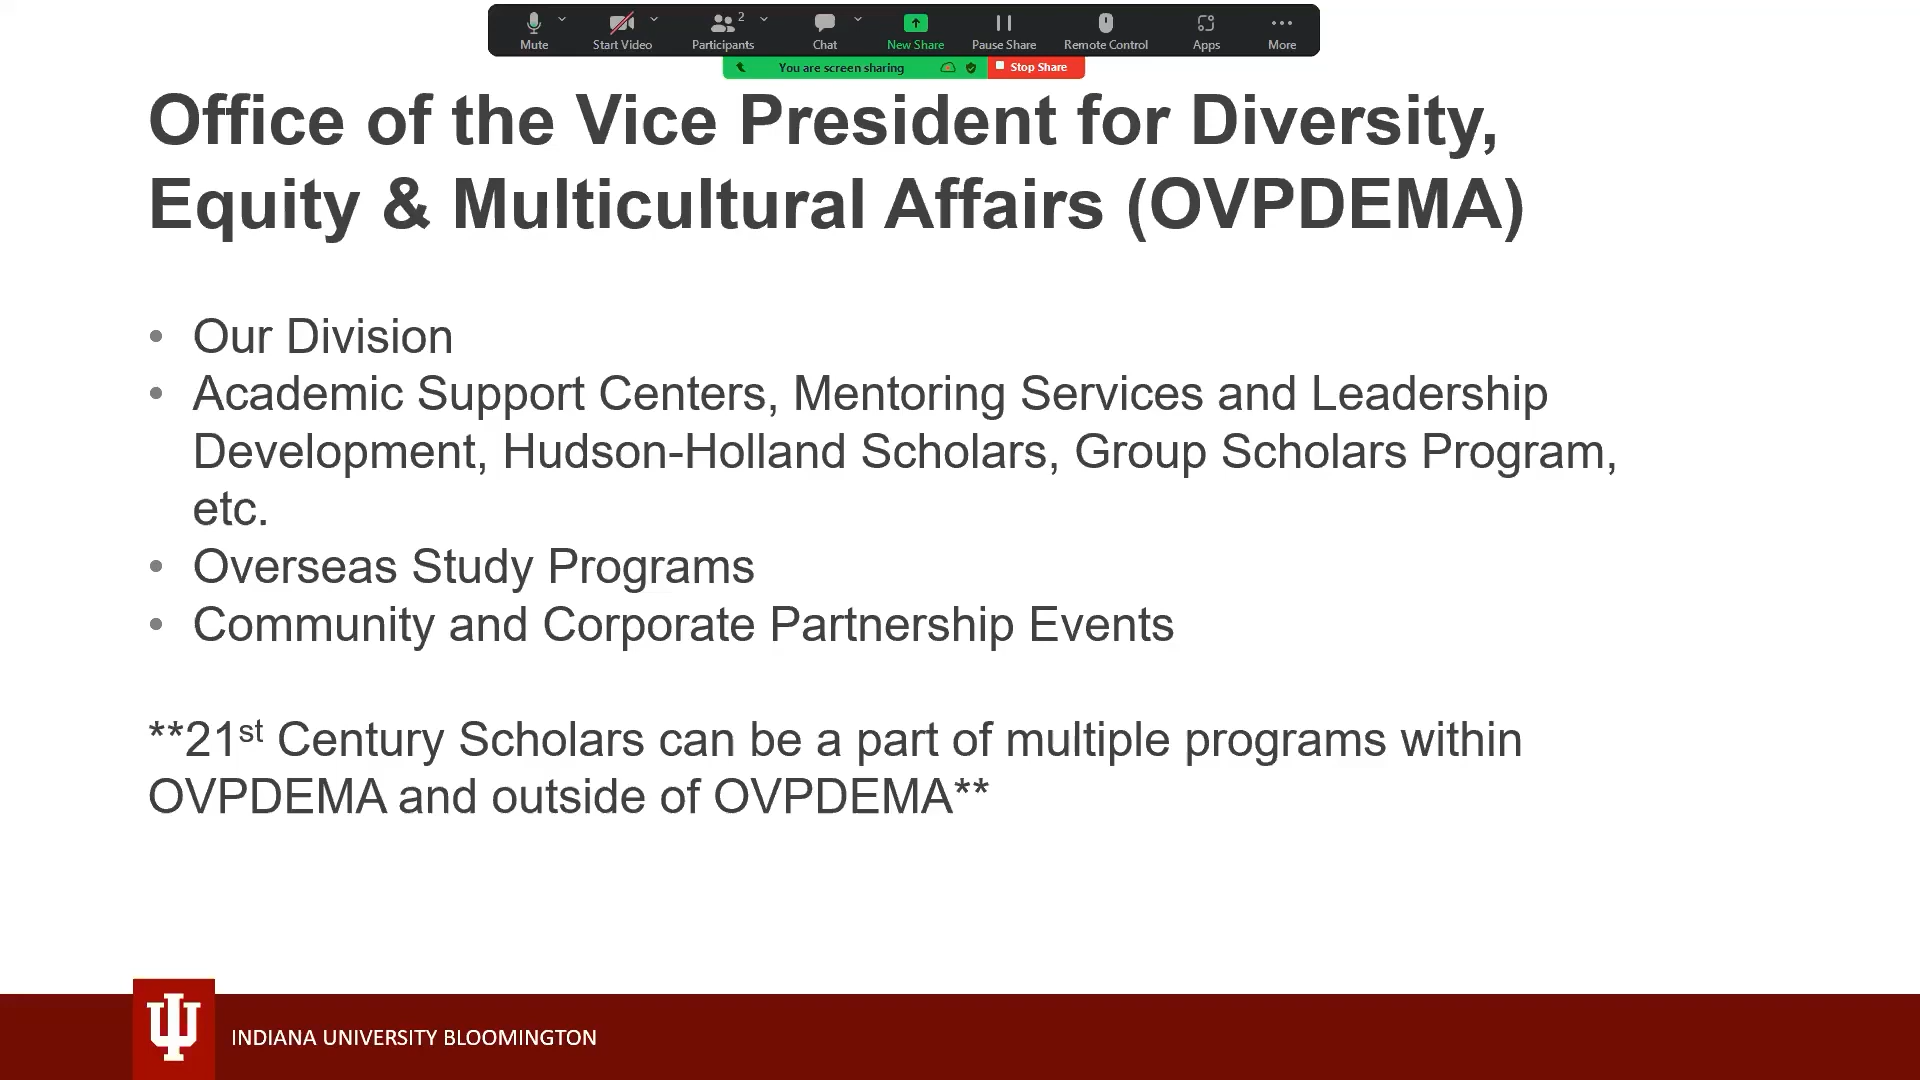 Mute
Start Video
2
Participants
Chat
New Share
Pause Share
Remote Control
Apps
More
You are screen sharing
Stop Share
Office of the Vice President for Diversity,
Equity & Multicultural Affairs (OVPDEMA)
• Our Division
• Academic Support Centers, Mentoring Services and Leadership
Development, Hudson-Holland Scholars, Group Scholars Program,
etc.
• Overseas Study Programs
• Community and Corporate Partnership Events
**21st Century Scholars can be a part of multiple programs within
OVPDEMA and outside of OVPDEMA**
INDIANA UNIVERSITY BLOOMINGTON